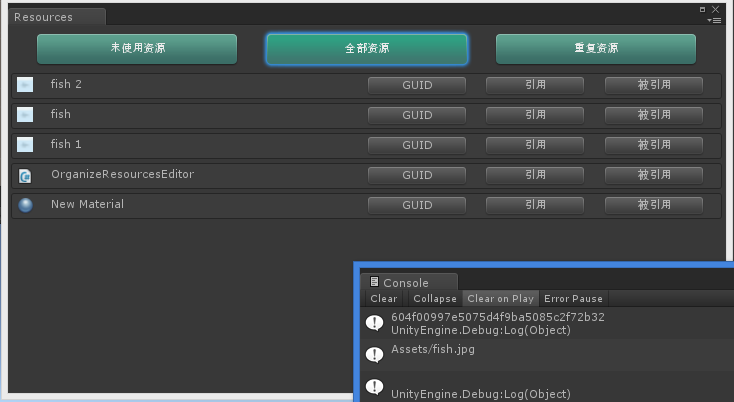 Resources
未使用资源 全部资源 重复资源
fish 2 GUID 引用 被引用
fish GUID 引用 被引用
fish 1 GUID 引用 被引用
OrganizeResourcesEditor GUID 引用 被引用
New Material GUID 引用 被引用
Console
Clear Collapse Clear on Play Error Pause
604f00997e5075d4f9ba5085c2f72b32
UnityEngine.Debug:Log(Object)
Assets/fish.jpg
UnityEngine.Debug:Log(Object)